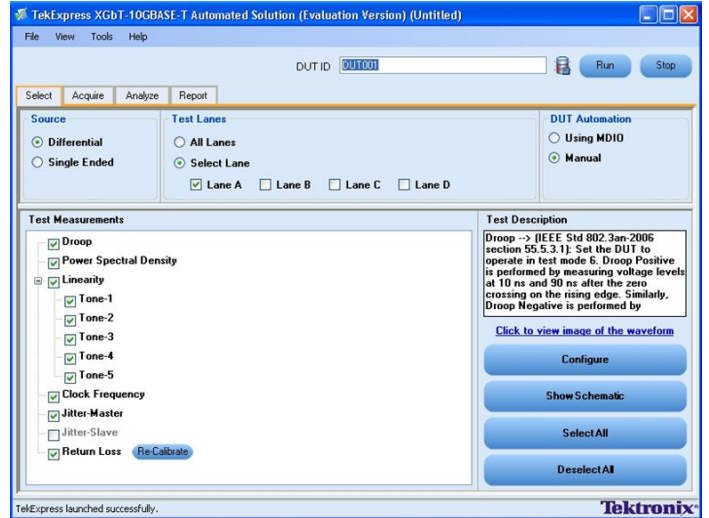 TekExpress XGbT-10GBASE-T Automated Solution (Evaluation Version) (Untitled)
File View Tools Help
DUT ID DUT001 Run Stop
Select Acquire Analyze Report
Source
Differential
Single Ended
Test Lanes
All Lanes
Select Lane
Lane A Lane B Lane C Lane D
DUT Automation
Using MDIO
Manual
Test Measurements
Droop
Power Spectral Density
Linearity
Tone-1
Tone-2
Tone-3
Tone-4
Tone-5
Clock Frequency
Jitter-Master
Jitter-Slave
Return Loss Re-Calibrate
Test Description
Droop --> (IEEE Std 802.3an-2006
section 55.5.3.1): Set the DUT to
operate in test mode 6. Droop Positive
is performed by measuring voltage levels
at 10 ns and 90 ns after the zero
crossing on the rising edge. Similarly,
Droop Negative is performed by
Click to view image of the waveform
Configure
Show Schematic
Select All
Deselect All
TekExpress launched successfully.
Tektronix